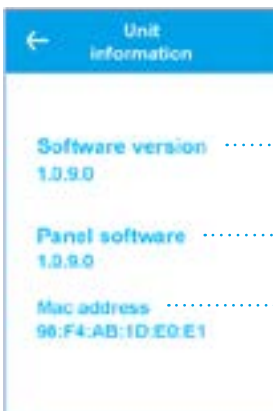 Unit
information
Software version
1.0.9.0
Panel software
1.0.9.0
Mac address
98:F4:AB:1D:E0:E1